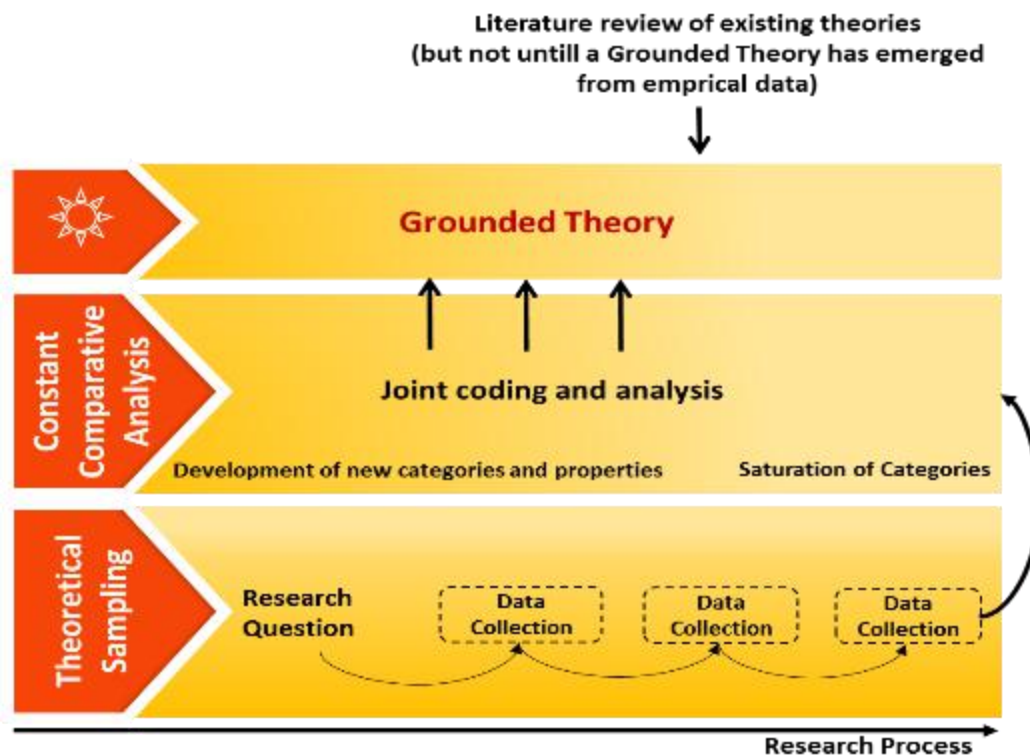 Literature review of existing theories
(but not untill a Grounded Theory has emerged
from emprical data)
Grounded Theory
Constant
Comparative
Analysis
Joint coding and analysis
Development of new categories and properties
Saturation of Categories
Theoretical
Sampling
Research
Question
Data
Collection
Data
Collection
Data
Collection
Research Process